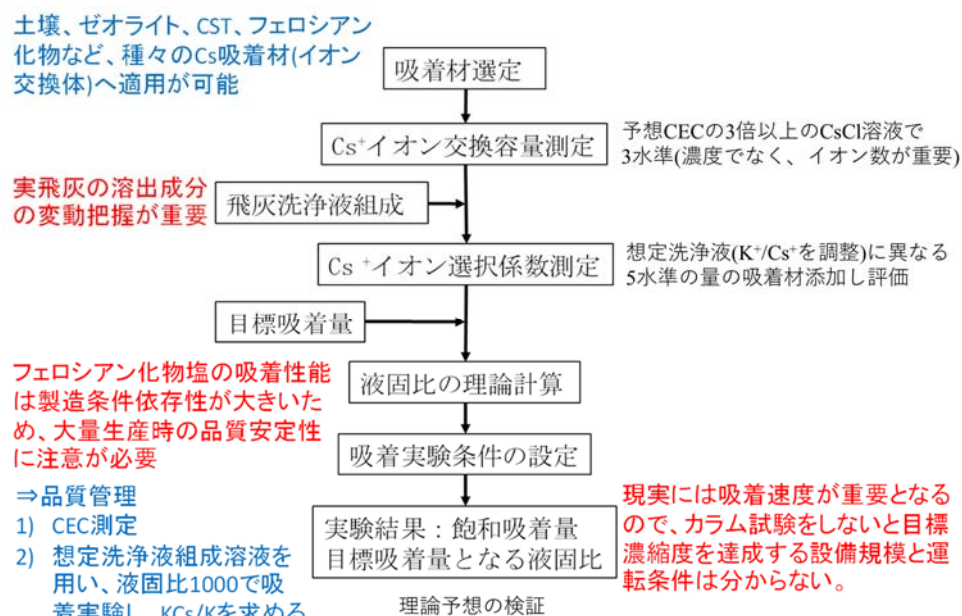 土壌、ゼオライト、CST、フェロシアン
化物など、種々のCs吸着材(イオン
交換体)へ適用が可能
吸着材選定
Cs⁺イオン交換容量測定
予想CECの3倍以上のCsCl溶液で
3水準(濃度でなく、イオン数が重要)
実飛灰の溶出成分
の変動把握が重要
飛灰洗浄液組成
Cs⁺イオン選択係数測定
想定洗浄液(K⁺/Cs⁺を調整)に異なる
5水準の量の吸着材添加し評価
目標吸着量
フェロシアン化物塩の吸着性能
は製造条件依存性が大きいた
め、大量生産時の品質安定性
に注意が必要
液固比の理論計算
吸着実験条件の設定
⇒品質管理
1) CEC測定
2) 想定洗浄液組成溶液を
用い、液固比1000で吸
着実験し、KCs/Kを求める
実験結果：飽和吸着量
目標吸着量となる液固比
現実には吸着速度が重要となる
ので、カラム試験をしないと目標
濃縮度を達成する設備規模と運
転条件は分からない。
理論予想の検証